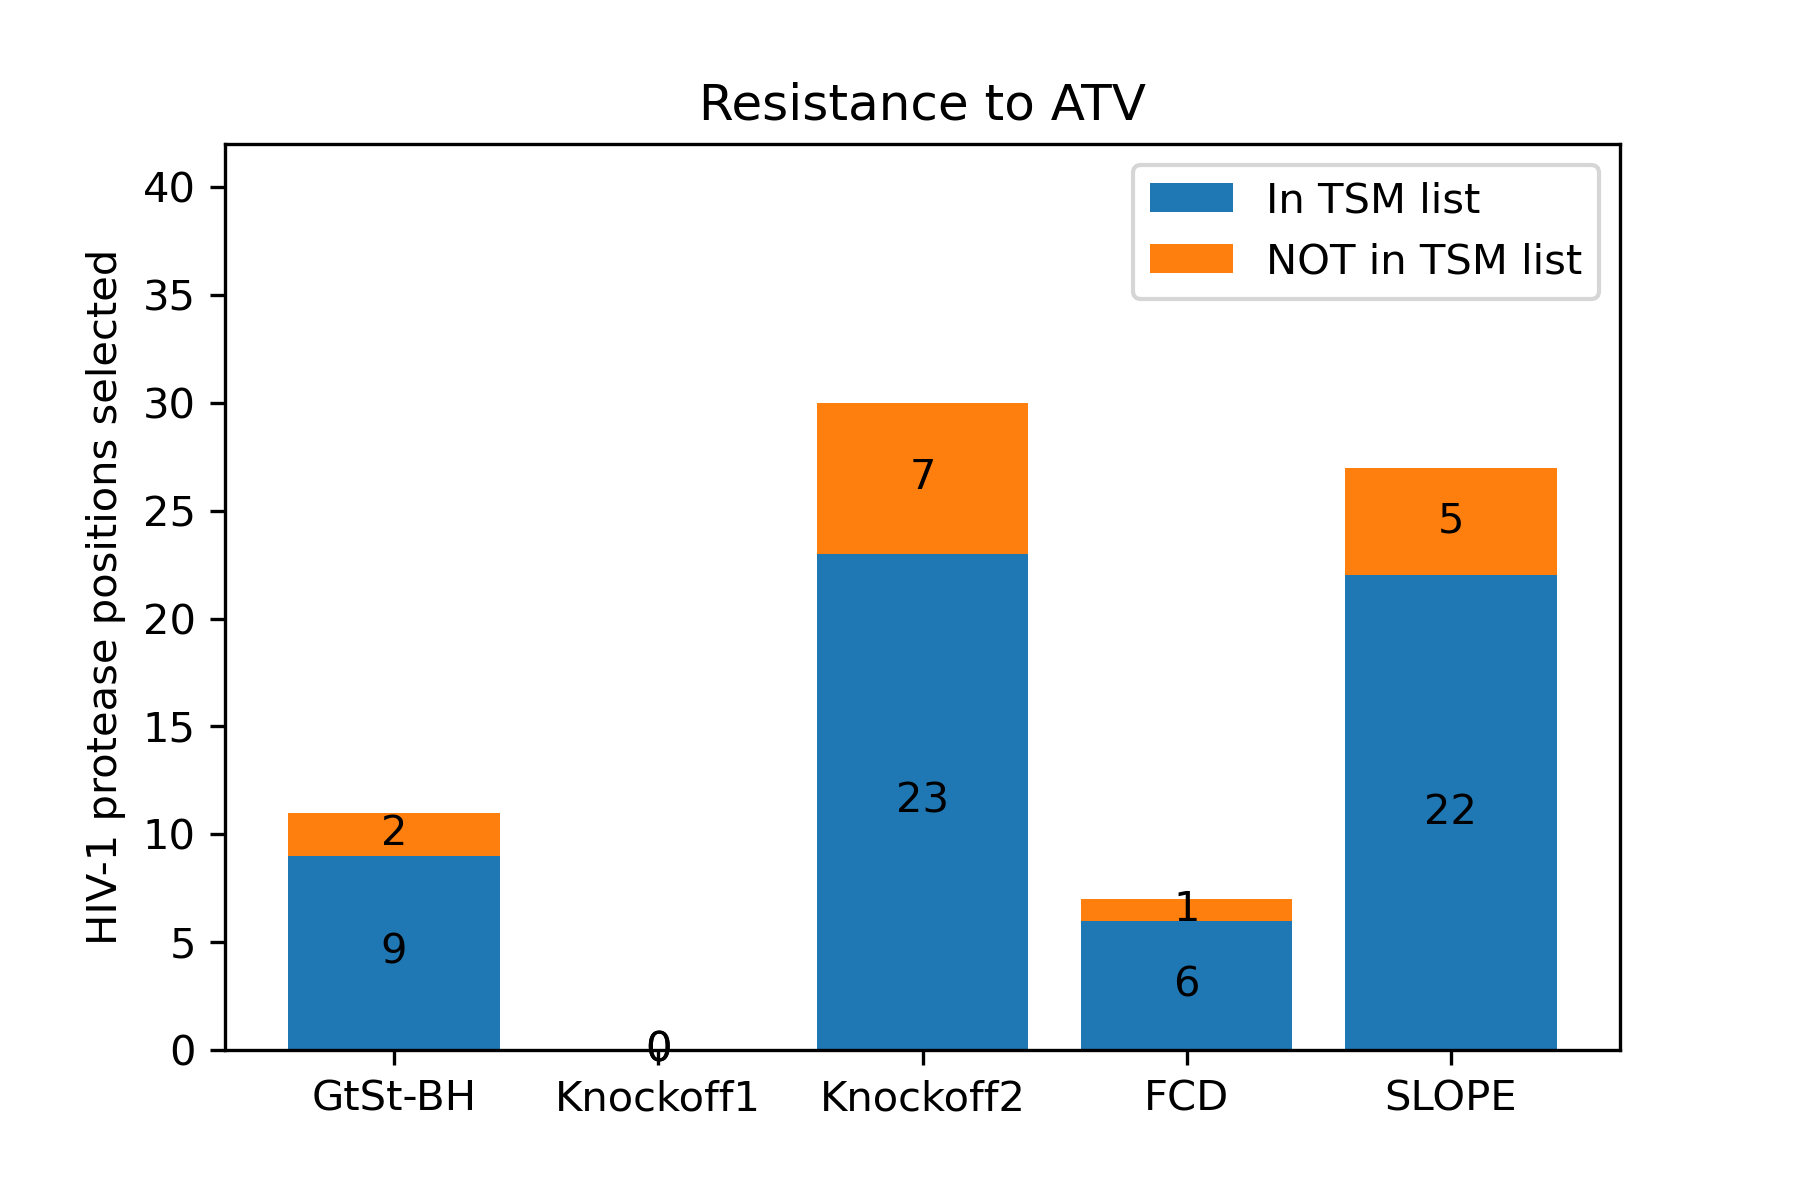 Resistance to ATV
In TSM list
NOT in TSM list
HIV-1 protease positions selected
40
35
30
25
20
15
10
5
0
2
9
0
7
23
1
6
5
22
GtSt-BH
Knockoff1
Knockoff2
FCD
SLOPE